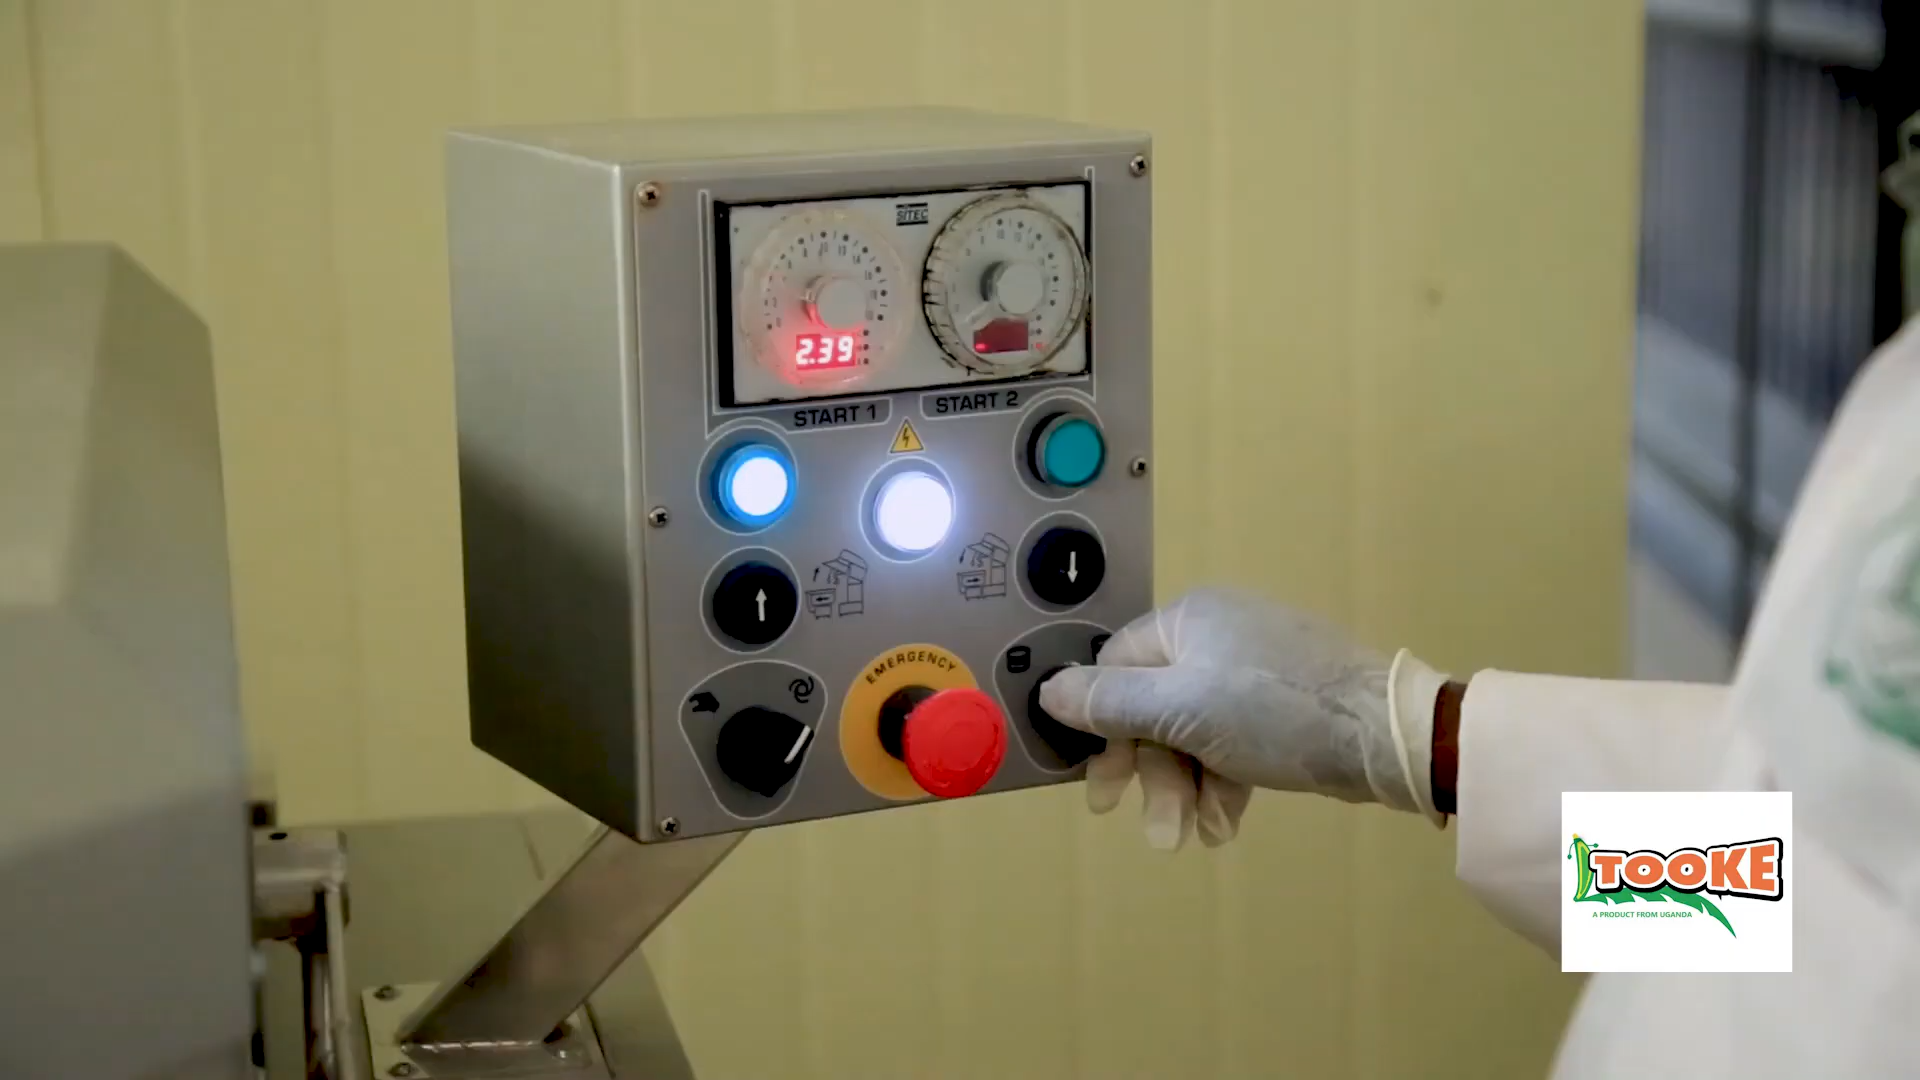 SITEC
2.39
START 1
START 2
EMERGENCY
TOOKE
A PRODUCT FROM UGANDA